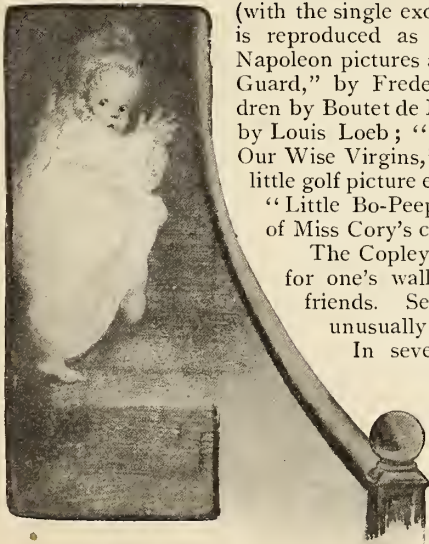 (with the single exc
is reproduced as
Napoleon pictures a
Guard," by Frede
dren by Boutet de
by Louis Loeb; "
Our Wise Virgins,
little golf picture e
"Little Bo-Peep
of Miss Cory's c
The Copley
for one's wall
friends. Se
unusually
In seve